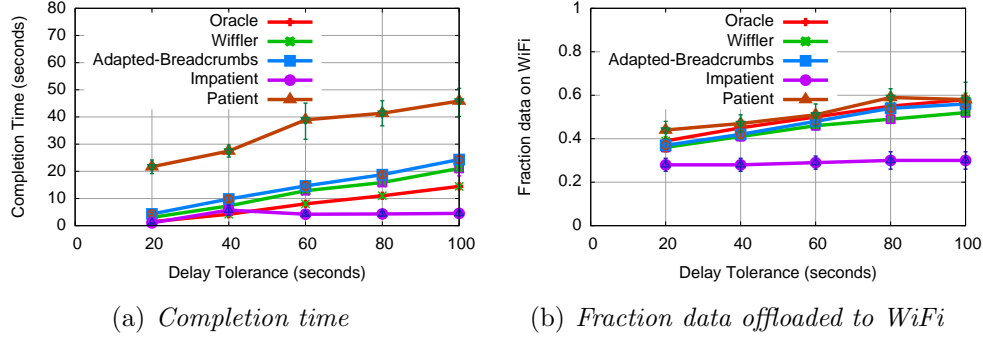 80
70
60
50
40
30
20
10
0
0 20 40 60 80 100
Completion Time (seconds)
Delay Tolerance (seconds)
Oracle
Wiffler
Adapted-Breadcrumbs
Impatient
Patient
(a) Completion time
1
0.8
0.6
0.4
0.2
0
0 20 40 60 80 100
Fraction data on WiFi
Delay Tolerance (seconds)
Oracle
Wiffler
Adapted-Breadcrumbs
Impatient
Patient
(b) Fraction data offloaded to WiFi